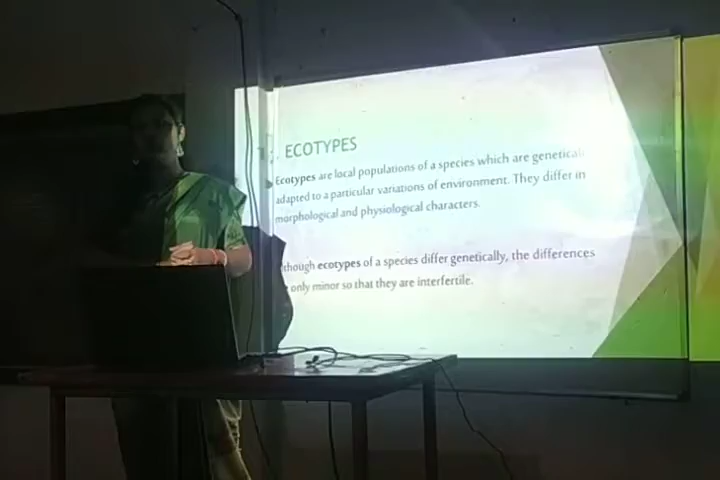 ECOTYPES
Ecotypes are local populations of a species which are
adapted to a particular variations of environment. They differ in
morphological and physiological characters.
though ecotypes of a species differ genetically, the differences
only minor so that they are interfertile.